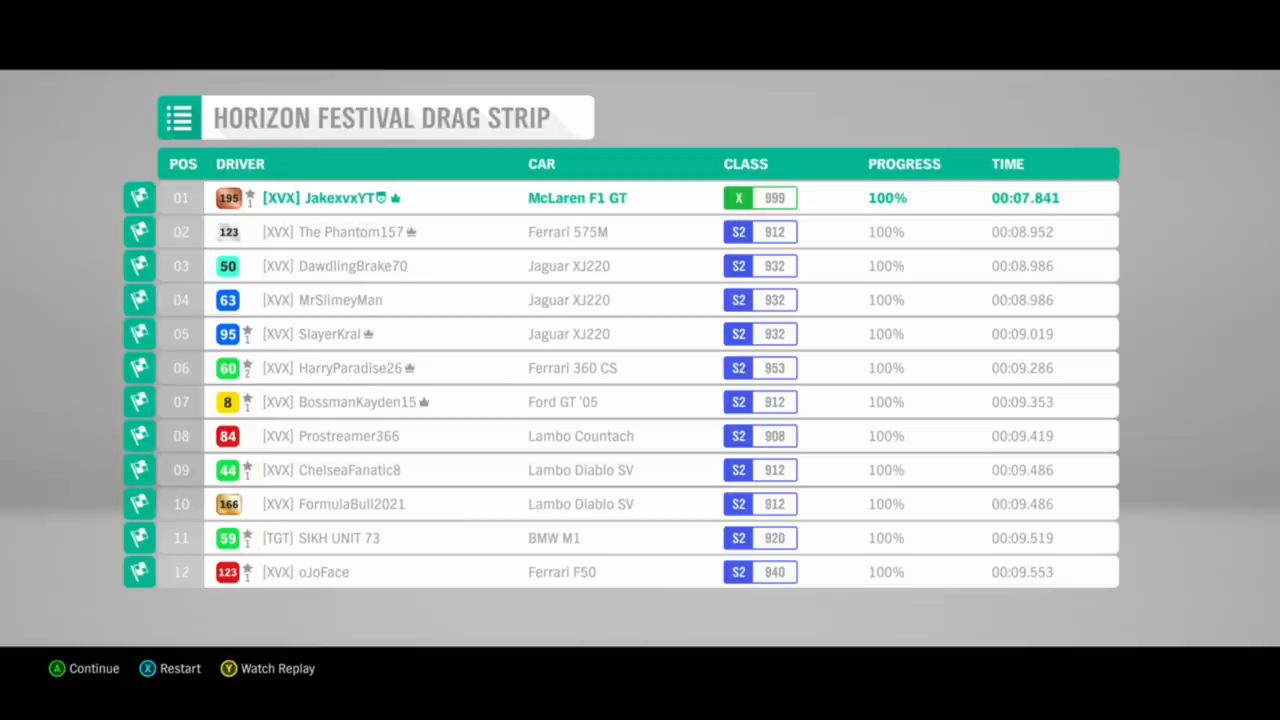 HORIZON FESTIVAL DRAG STRIP
POS DRIVER CAR CLASS PROGRESS TIME
01 195 1 [XVX] JakexvxYT McLaren F1 GT X 999 100% 00:07.841
02 123 [XVX] The Phantom157 Ferrari 575M S2 912 100% 00:08.952
03 50 [XVX] DawdlingBrake70 Jaguar XJ220 S2 932 100% 00:08.986
04 63 [XVX] MrSlimeyMan Jaguar XJ220 S2 932 100% 00:08.986
05 95 1 [XVX] SlayerKral Jaguar XJ220 S2 932 100% 00:09.019
06 60 2 [XVX] HarryParadise26 Ferrari 360 CS S2 953 100% 00:09.286
07 8 1 [XVX] BossmanKayden15 Ford GT '05 S2 912 100% 00:09.353
08 84 [XVX] Prostreamer366 Lambo Countach S2 908 100% 00:09.419
09 44 1 [XVX] ChelseaFanatic8 Lambo Diablo SV S2 912 100% 00:09.486
10 166 [XVX] FormulaBull2021 Lambo Diablo SV S2 912 100% 00:09.486
11 59 1 [TGT] SIKH UNIT 73 BMW M1 S2 920 100% 00:09.519
12 123 1 [XVX] oJoFace Ferrari F50 S2 940 100% 00:09.553
A Continue X Restart Y Watch Replay